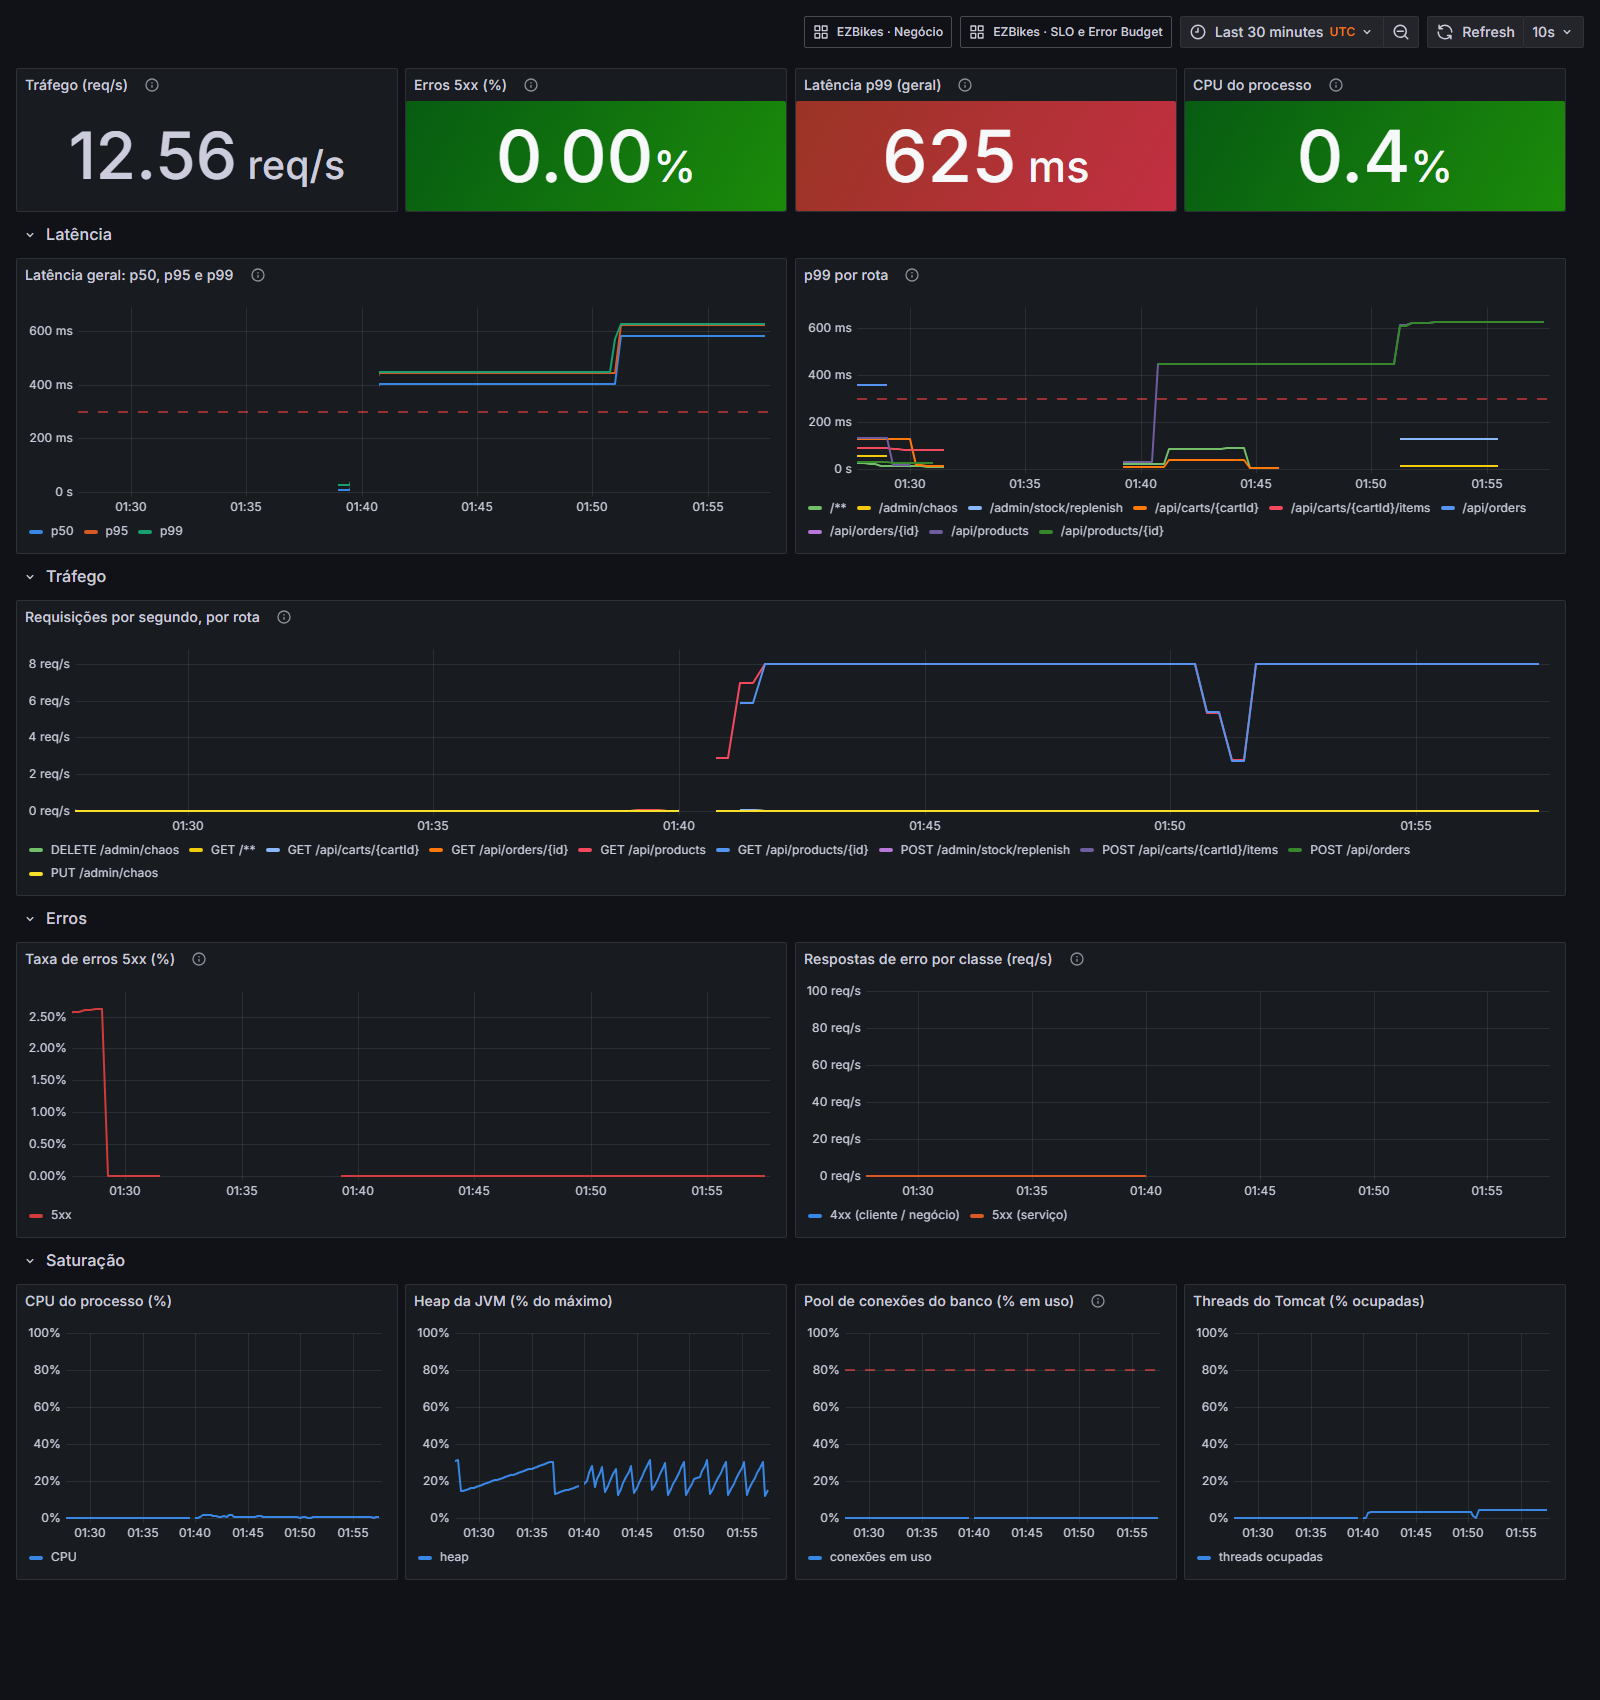 EZBikes · Negócio EZBikes · SLO e Error Budget Last 30 minutes UTC Refresh 10s
Tráfego (req/s) Erros 5xx (%) Latência p99 (geral) CPU do processo
12.56 req/s 0.00% 625 ms 0.4%
Latência
Latência geral: p50, p95 e p99
600 ms
400 ms
200 ms
0 s
01:30 01:35 01:40 01:45 01:50 01:55
p50 p95 p99
p99 por rota
600 ms
400 ms
200 ms
0 s
01:30 01:35 01:40 01:45 01:50 01:55
/** /admin/chaos /admin/stock/replenish /api/carts/{cartId} /api/carts/{cartId}/items /api/orders
/api/orders/{id} /api/products /api/products/{id}
Tráfego
Requisições por segundo, por rota
8 req/s
6 req/s
4 req/s
2 req/s
0 req/s
01:30 01:35 01:40 01:45 01:50 01:55
DELETE /admin/chaos GET /** GET /api/carts/{cartId} GET /api/orders/{id} GET /api/products GET /api/products/{id} POST /admin/stock/replenish POST /api/carts/{cartId}/items POST /api/orders
PUT /admin/chaos
Erros
Taxa de erros 5xx (%)
2.50%
2.00%
1.50%
1.00%
0.50%
0.00%
01:30 01:35 01:40 01:45 01:50 01:55
5xx
Respostas de erro por classe (req/s)
100 req/s
80 req/s
60 req/s
40 req/s
20 req/s
0 req/s
01:30 01:35 01:40 01:45 01:50 01:55
4xx (cliente / negócio) 5xx (serviço)
Saturação
CPU do processo (%)
100%
80%
60%
40%
20%
0%
01:30 01:35 01:40 01:45 01:50 01:55
CPU
Heap da JVM (% do máximo)
100%
80%
60%
40%
20%
0%
01:30 01:35 01:40 01:45 01:50 01:55
heap
Pool de conexões do banco (% em uso)
100%
80%
60%
40%
20%
0%
01:30 01:35 01:40 01:45 01:50 01:55
conexões em uso
Threads do Tomcat (% ocupadas)
100%
80%
60%
40%
20%
0%
01:30 01:35 01:40 01:45 01:50 01:55
threads ocupadas